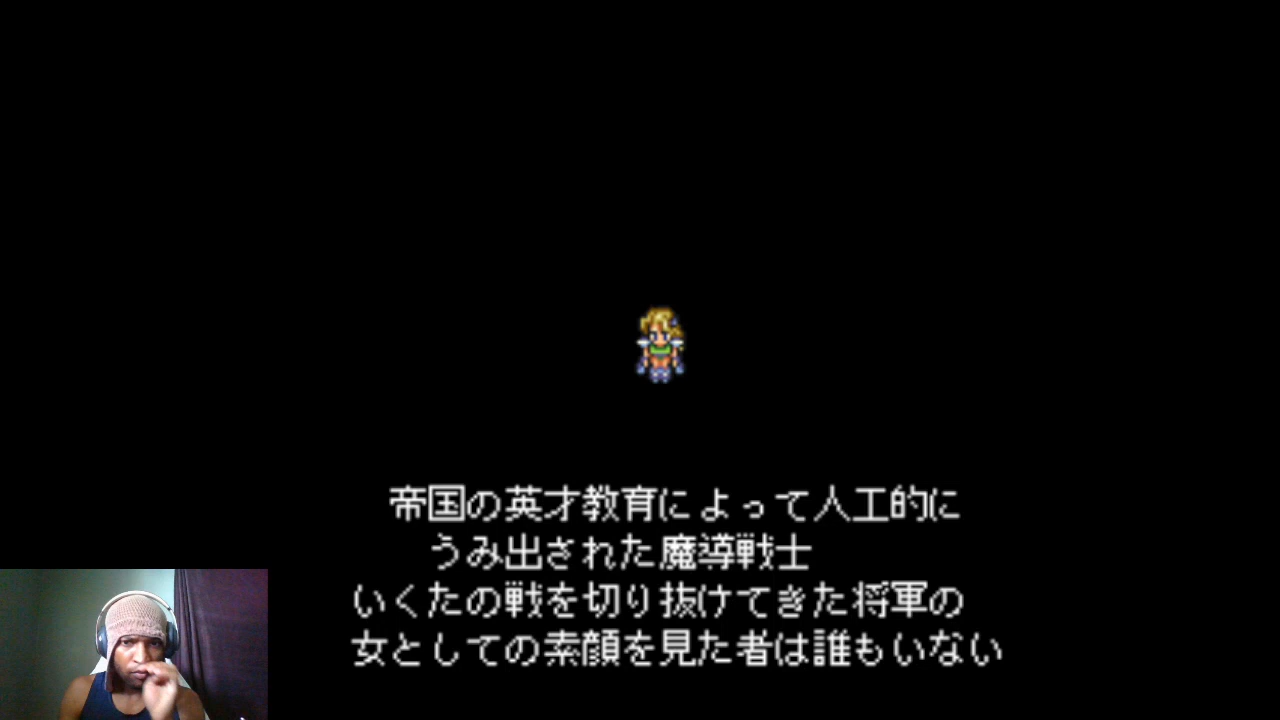 帝国の英才教育によって人工的に
うみ出された魔導戦士
いくたの戦を切り抜けてきた将軍の
女としての素顔を見た者は誰もいない